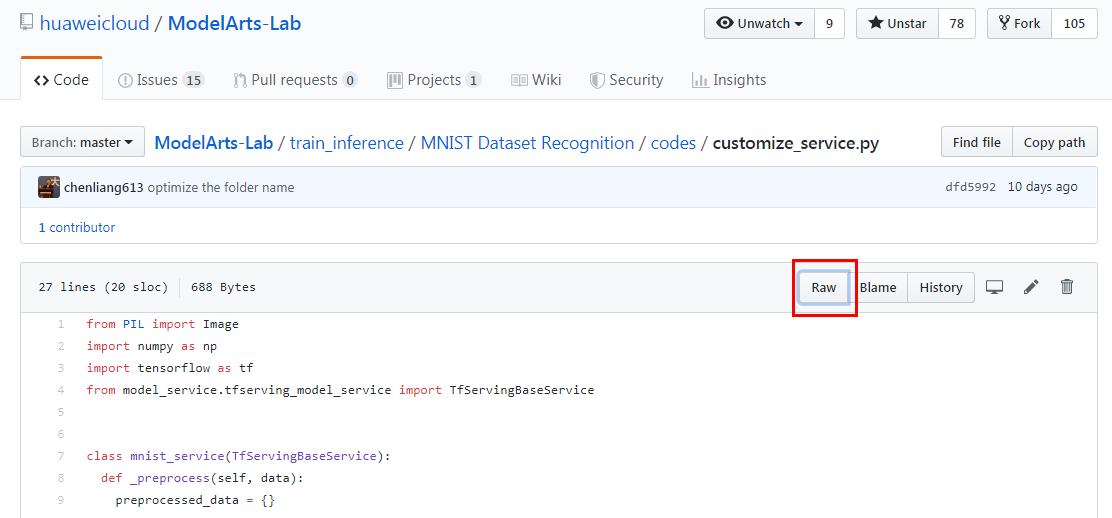 huaweicloud / ModelArts-Lab
Unwatch 9 Unstar 78 Fork 105
Code Issues 15 Pull requests 0 Projects 1 Wiki Security Insights
Branch: master ModelArts-Lab / train_inference / MNIST Dataset Recognition / codes / customize_service.py Find file Copy path
chenliang613 optimize the folder name dfd5992 10 days ago
1 contributor
27 lines (20 sloc) 688 Bytes Raw Blame History
1 from PIL import Image
2 import numpy as np
3 import tensorflow as tf
4 from model_service.tfserving_model_service import TfServingBaseService
5
6
7 class mnist_service(TfServingBaseService):
8 def _preprocess(self, data):
9 preprocessed_data = {}